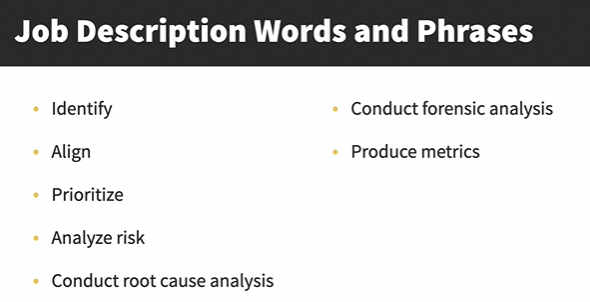 Job Description Words and Phrases
• Identify
• Align
• Prioritize
• Analyze risk
• Conduct root cause analysis
• Conduct forensic analysis
• Produce metrics